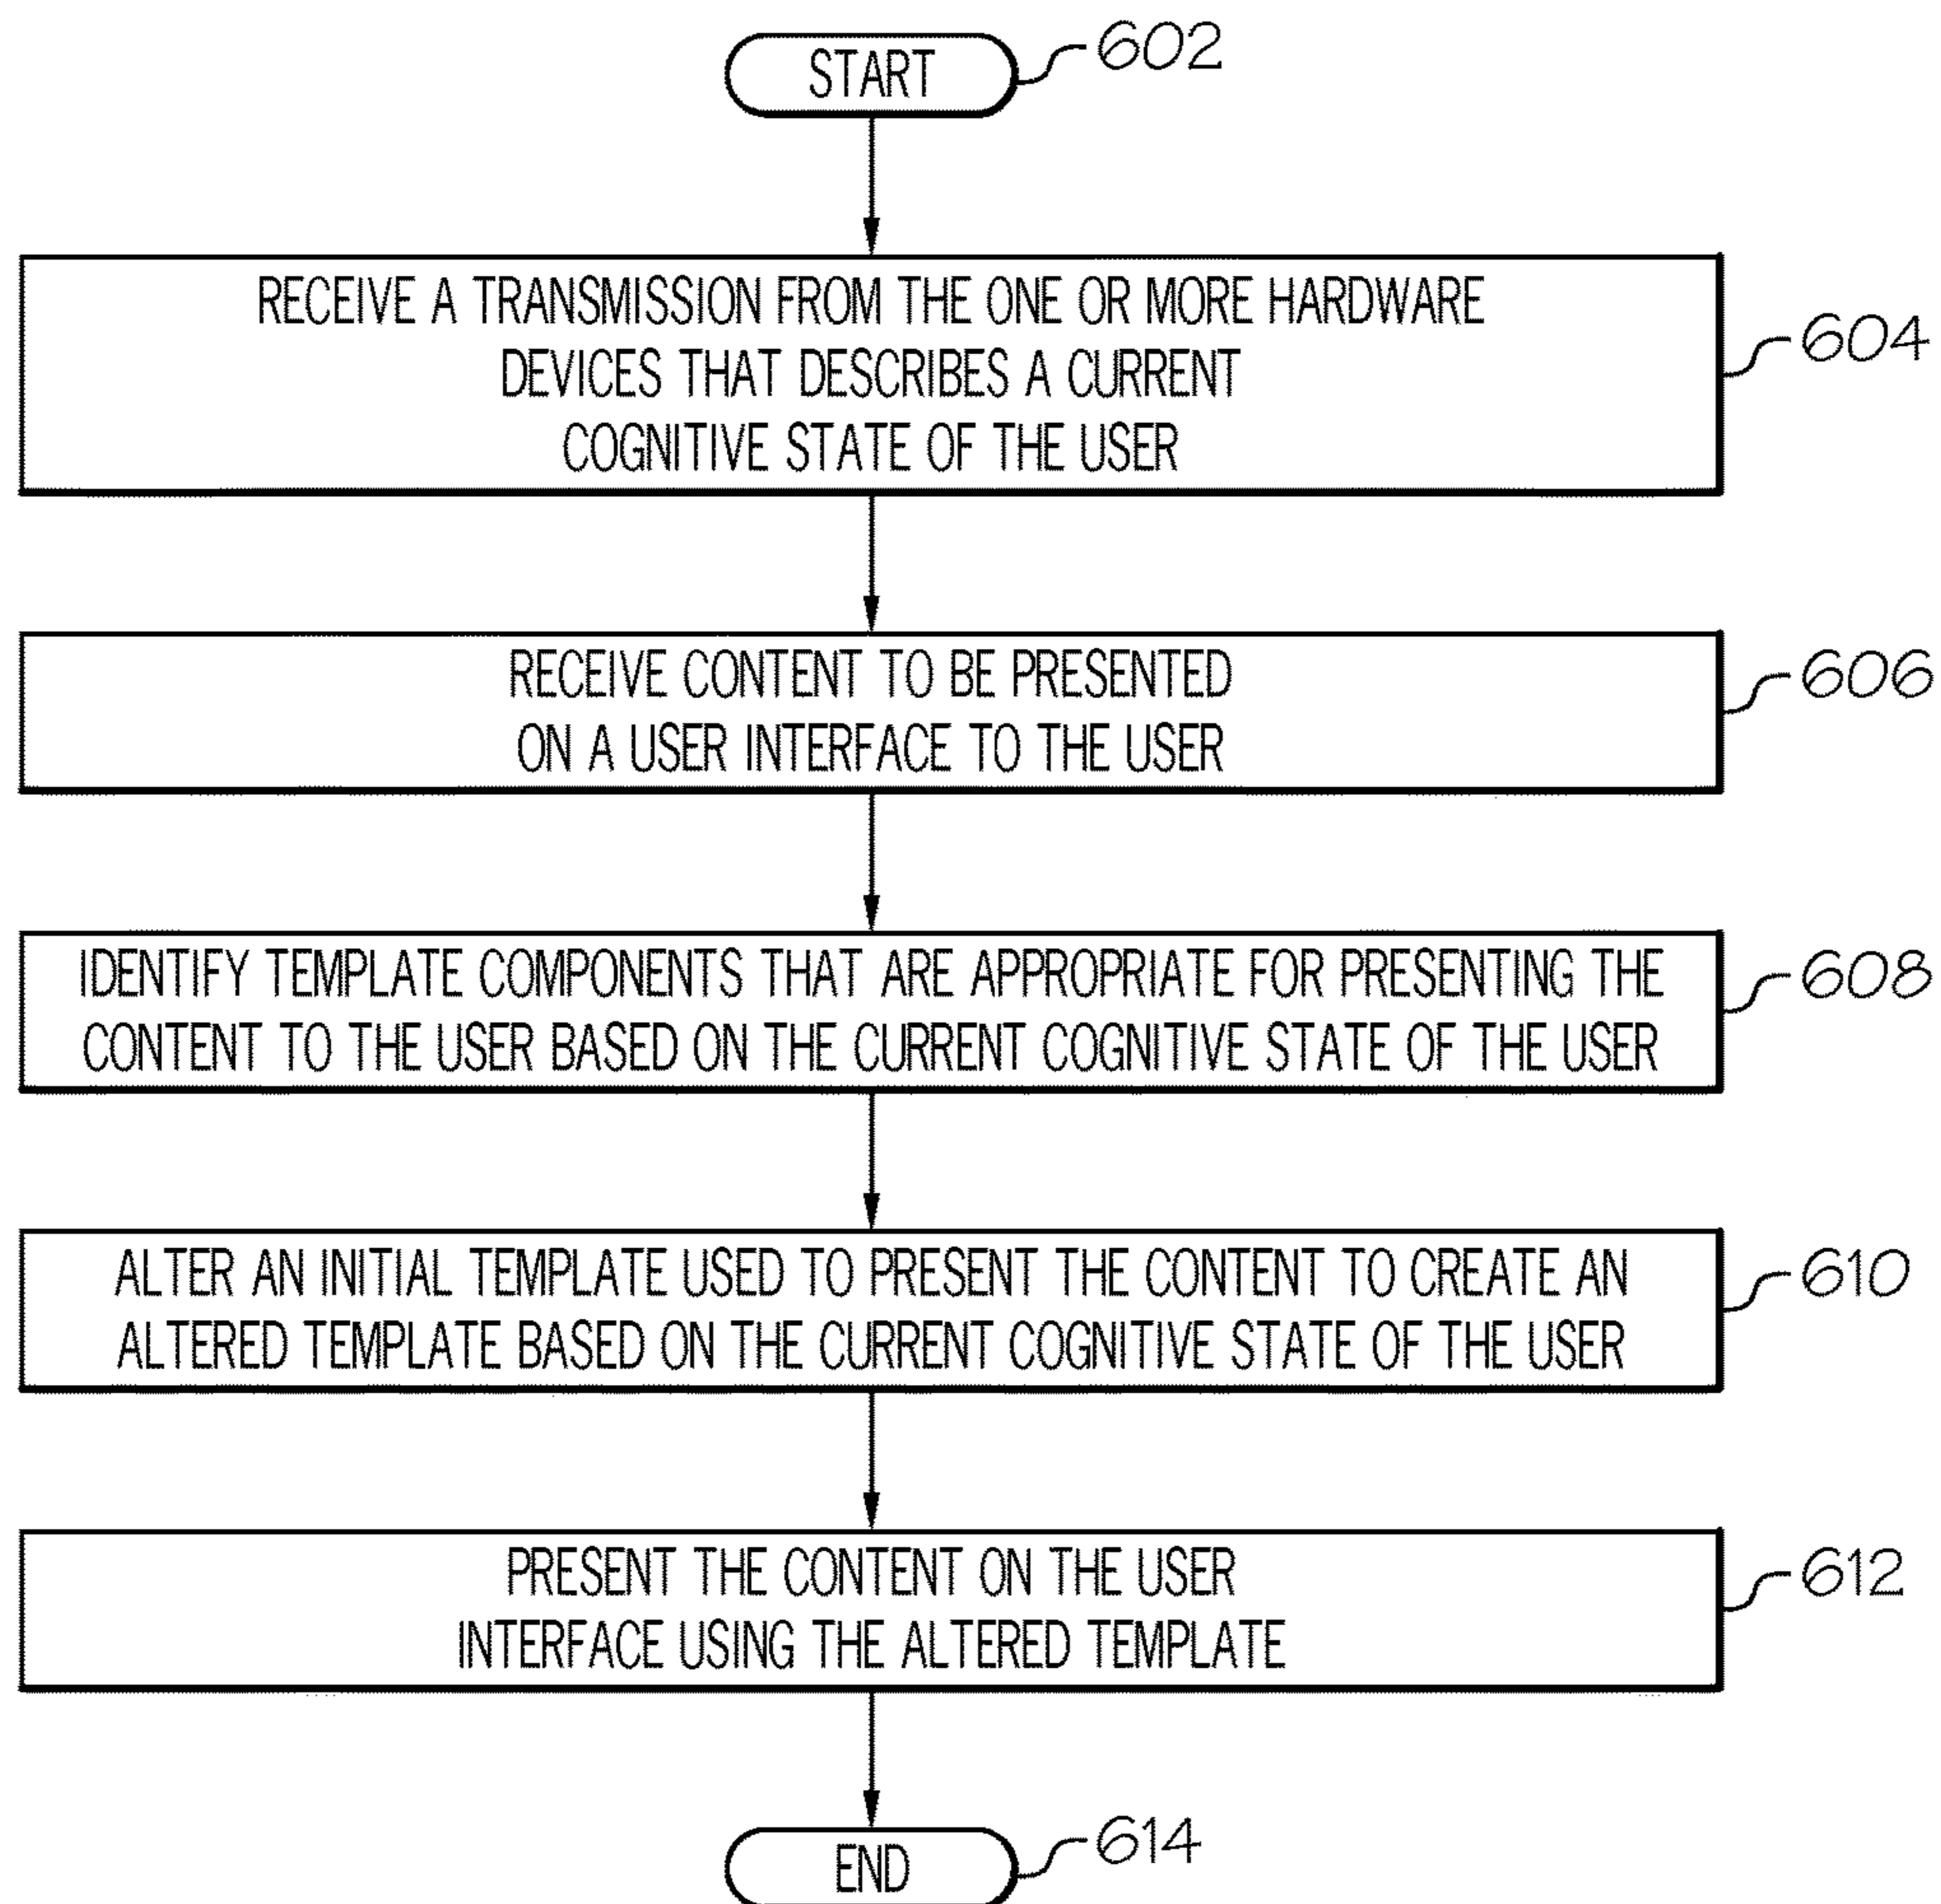 START
602
RECEIVE A TRANSMISSION FROM THE ONE OR MORE HARDWARE
DEVICES THAT DESCRIBES A CURRENT
COGNITIVE STATE OF THE USER
604
RECEIVE CONTENT TO BE PRESENTED
ON A USER INTERFACE TO THE USER
606
IDENTIFY TEMPLATE COMPONENTS THAT ARE APPROPRIATE FOR PRESENTING THE
CONTENT TO THE USER BASED ON THE CURRENT COGNITIVE STATE OF THE USER
608
ALTER AN INITIAL TEMPLATE USED TO PRESENT THE CONTENT TO CREATE AN
ALTERED TEMPLATE BASED ON THE CURRENT COGNITIVE STATE OF THE USER
610
PRESENT THE CONTENT ON THE USER
INTERFACE USING THE ALTERED TEMPLATE
612
END
614